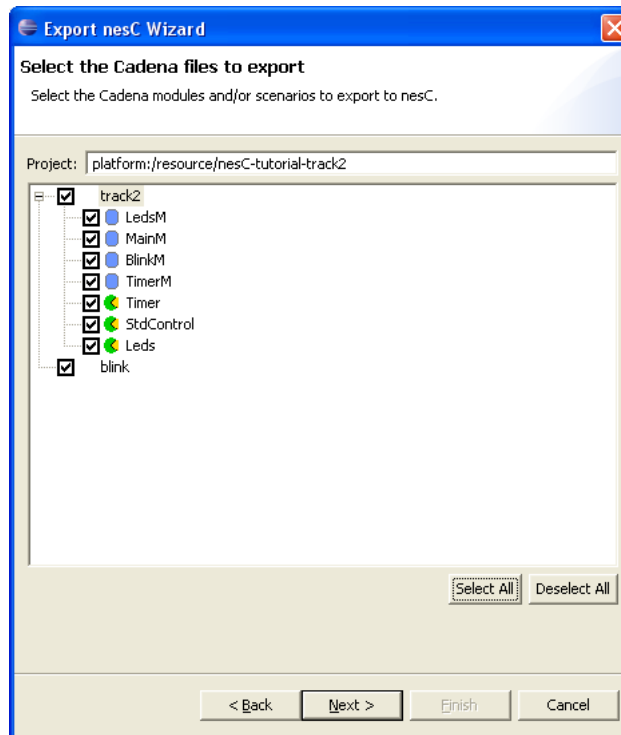 Export nesC Wizard
Select the Cadena files to export
Select the Cadena modules and/or scenarios to export to nesC.
Project: platform:/resource/nesC-tutorial-track2
track2
LedsM
MainM
BlinkM
TimerM
Timer
StdControl
Leds
blink
Select All Deselect All
< Back Next > Finish Cancel